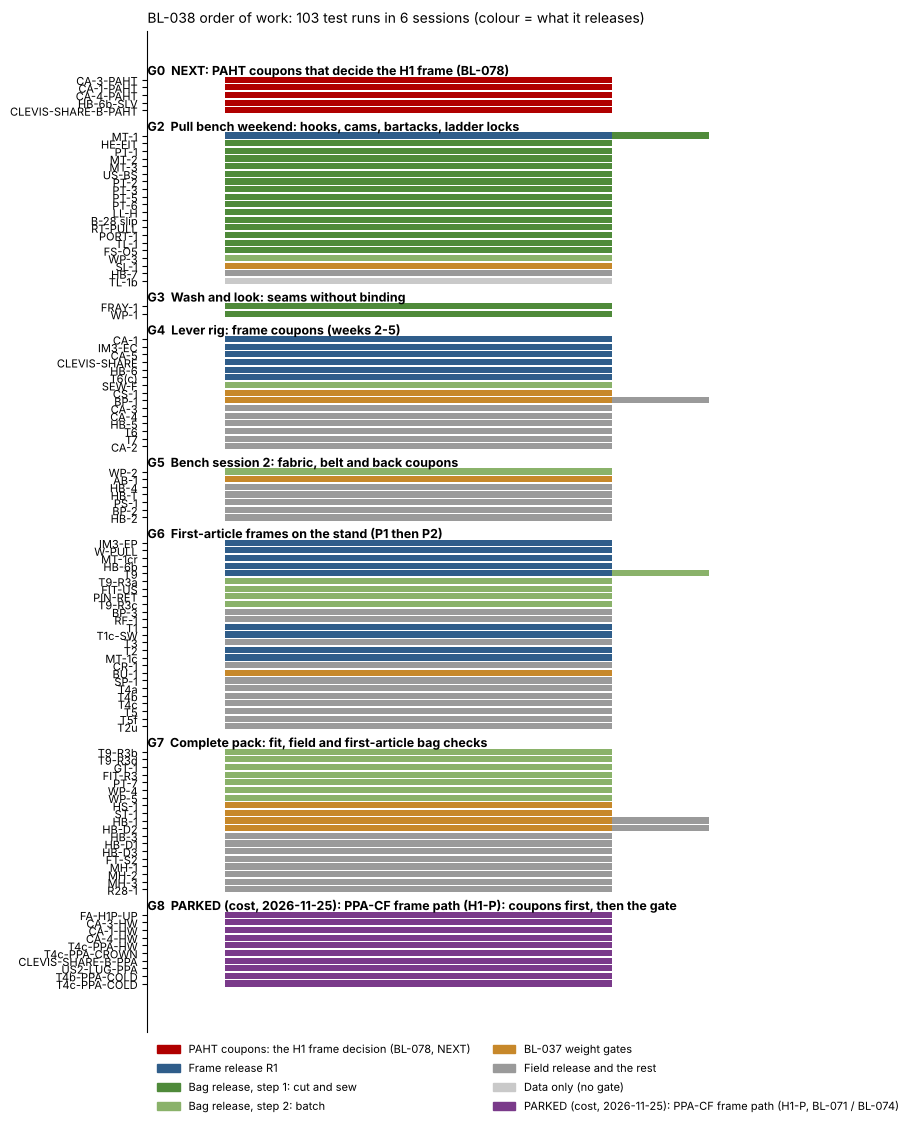 BL-038 order of work: 103 test runs in 6 sessions (colour = what it releases)
G0 NEXT: PAHT coupons that decide the H1 frame (BL-078)
CA-3-PAHT
CA-1-PAHT
CA-4-PAHT
HB-6b-SLV
CLEVIS-SHARE-B-PAHT
G2 Pull bench weekend: hooks, cams, bartacks, ladder locks
MT-1
HE-EIT
PT-1
MT-2
MT-3
US-BS
PT-2
PT-3
PT-5
PT-6
LL-H
B-28 slip
RT-PULL
PORT-1
TL-1
FS-O5
WP-3
SL-1
HB-7
TL-1b
G3 Wash and look: seams without binding
FRAY-1
WP-1
G4 Lever rig: frame coupons (weeks 2-5)
CA-1
IM3-EC
CA-5
CLEVIS-SHARE
HB-6
T6(c)
SEW-F
CS-1
BP-1
CA-3
CA-4
HB-5
T6
T7
CA-2
G5 Bench session 2: fabric, belt and back coupons
WP-2
AB-1
HB-4
HB-1
PS-1
BP-2
HB-2
G6 First-article frames on the stand (P1 then P2)
IM3-FP
W-PULL
MT-1cr
HB-6b
T9
T9-R3a
FIT-US
PIN-RET
T9-R3c
BP-3
RF-1
T1
T1c-SW
T3
T2
MT-1c
CR-1
BU-1
SP-1
T4a
T4b
T4c
T5
T5f
T2u
G7 Complete pack: fit, field and first-article bag checks
T9-R3b
T9-R3d
GT-1
FIT-R3
PT-7
WP-4
WP-5
HS-1
ST-1
HB-1
HB-D2
HB-3
HB-D1
HB-D3
FT-S2
MH-1
MH-2
MH-3
R28-1
G8 PARKED (cost, 2026-11-25): PPA-CF frame path (H1-P): coupons first, then the gate
FA-H1P-UP
CA-3-HW
CA-1-HW
CA-4-HW
T4c-PPA-HW
T4c-PPA-CROWN
CLEVIS-SHARE-B-PPA
US2-LUG-PPA
T4b-PPA-COLD
T4c-PPA-COLD
PAHT coupons: the H1 frame decision (BL-078, NEXT)
Frame release R1
Bag release, step 1: cut and sew
Bag release, step 2: batch
BL-037 weight gates
Field release and the rest
Data only (no gate)
PARKED (cost, 2026-11-25): PPA-CF frame path (H1-P, BL-071 / BL-074)